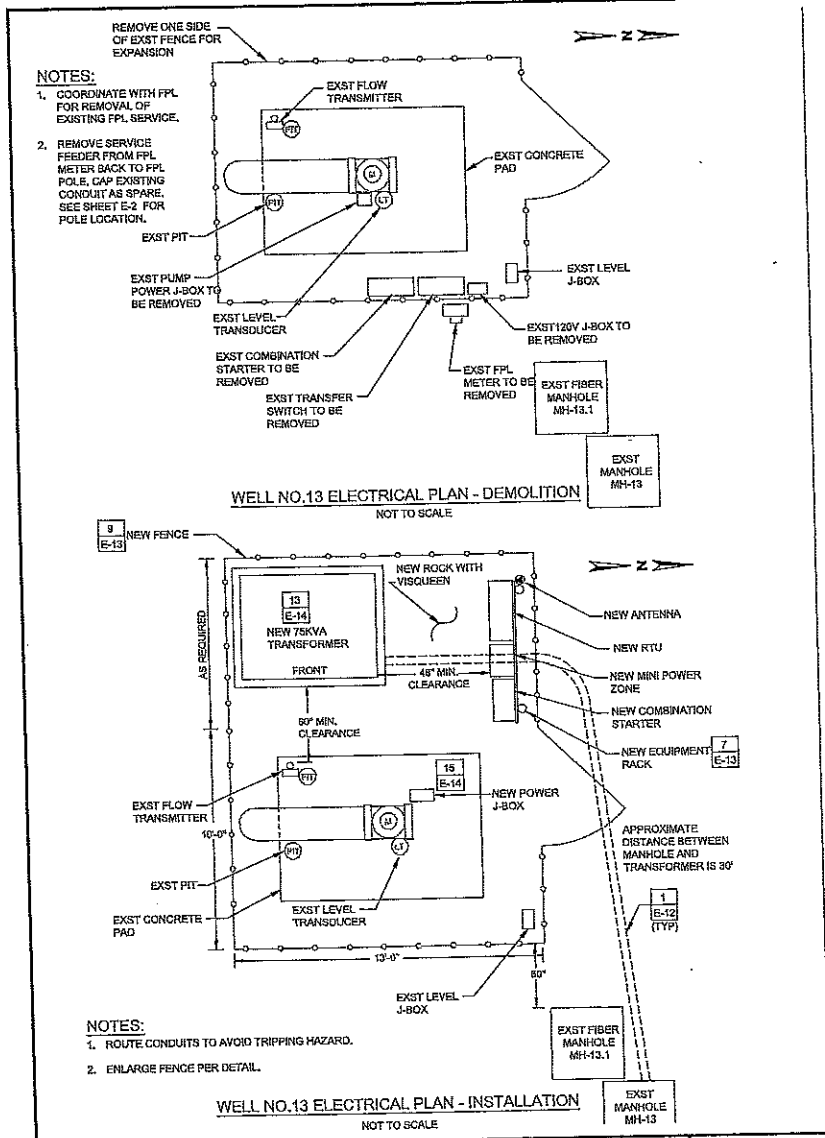 REMOVE ONE SIDE
OF EXST FENCE FOR
EXPANSION
N
NOTES:
1. COORDINATE WITH FPL
FOR REMOVAL OF
EXISTING FPL SERVICE.
2. REMOVE SERVICE
FEEDER FROM FPL
METER BACK TO FPL
POLE, CAP EXISTING
CONDUIT AS SPARE.
SEE SHEET E-2 FOR
POLE LOCATION.
EXST FLOW
TRANSMITTER
FIT
M
EXST CONCRETE
PAD
PIT
LT
EXST PIT
EXST PUMP
POWER J-BOX TO
BE REMOVED
EXST LEVEL
J-BOX
EXST LEVEL
TRANSDUCER
EXST 120V J-BOX TO
BE REMOVED
EXST COMBINATION
STARTER TO BE
REMOVED
EXST FPL
METER TO BE
REMOVED
EXST TRANSFER
SWITCH TO BE
REMOVED
EXST FIBER
MANHOLE
MH-13.1
EXST
MANHOLE
MH-13
WELL NO.13 ELECTRICAL PLAN - DEMOLITION
NOT TO SCALE
9
E-13
NEW FENCE
NEW ROCK WITH
VISQUEEN
N
13
E-14
NEW 75KVA
TRANSFORMER
FRONT
AS REQUIRED
NEW ANTENNA
NEW RTU
48" MIN.
CLEARANCE
NEW MINI POWER
ZONE
NEW COMBINATION
STARTER
60" MIN.
CLEARANCE
NEW EQUIPMENT
RACK
7
E-13
15
E-14
NEW POWER
J-BOX
EXST FLOW
TRANSMITTER
FIT
M
PIT
LT
APPROXIMATE
DISTANCE BETWEEN
MANHOLE AND
TRANSFORMER IS 30'
EXST PIT
EXST CONCRETE
PAD
EXST LEVEL
TRANSDUCER
1
E-12
(TYP)
13'-0"
EXST LEVEL
J-BOX
NOTES:
1. ROUTE CONDUITS TO AVOID TRIPPING HAZARD.
2. ENLARGE FENCE PER DETAIL.
EXST FIBER
MANHOLE
MH-13.1
EXST
MANHOLE
MH-13
WELL NO.13 ELECTRICAL PLAN - INSTALLATION
NOT TO SCALE